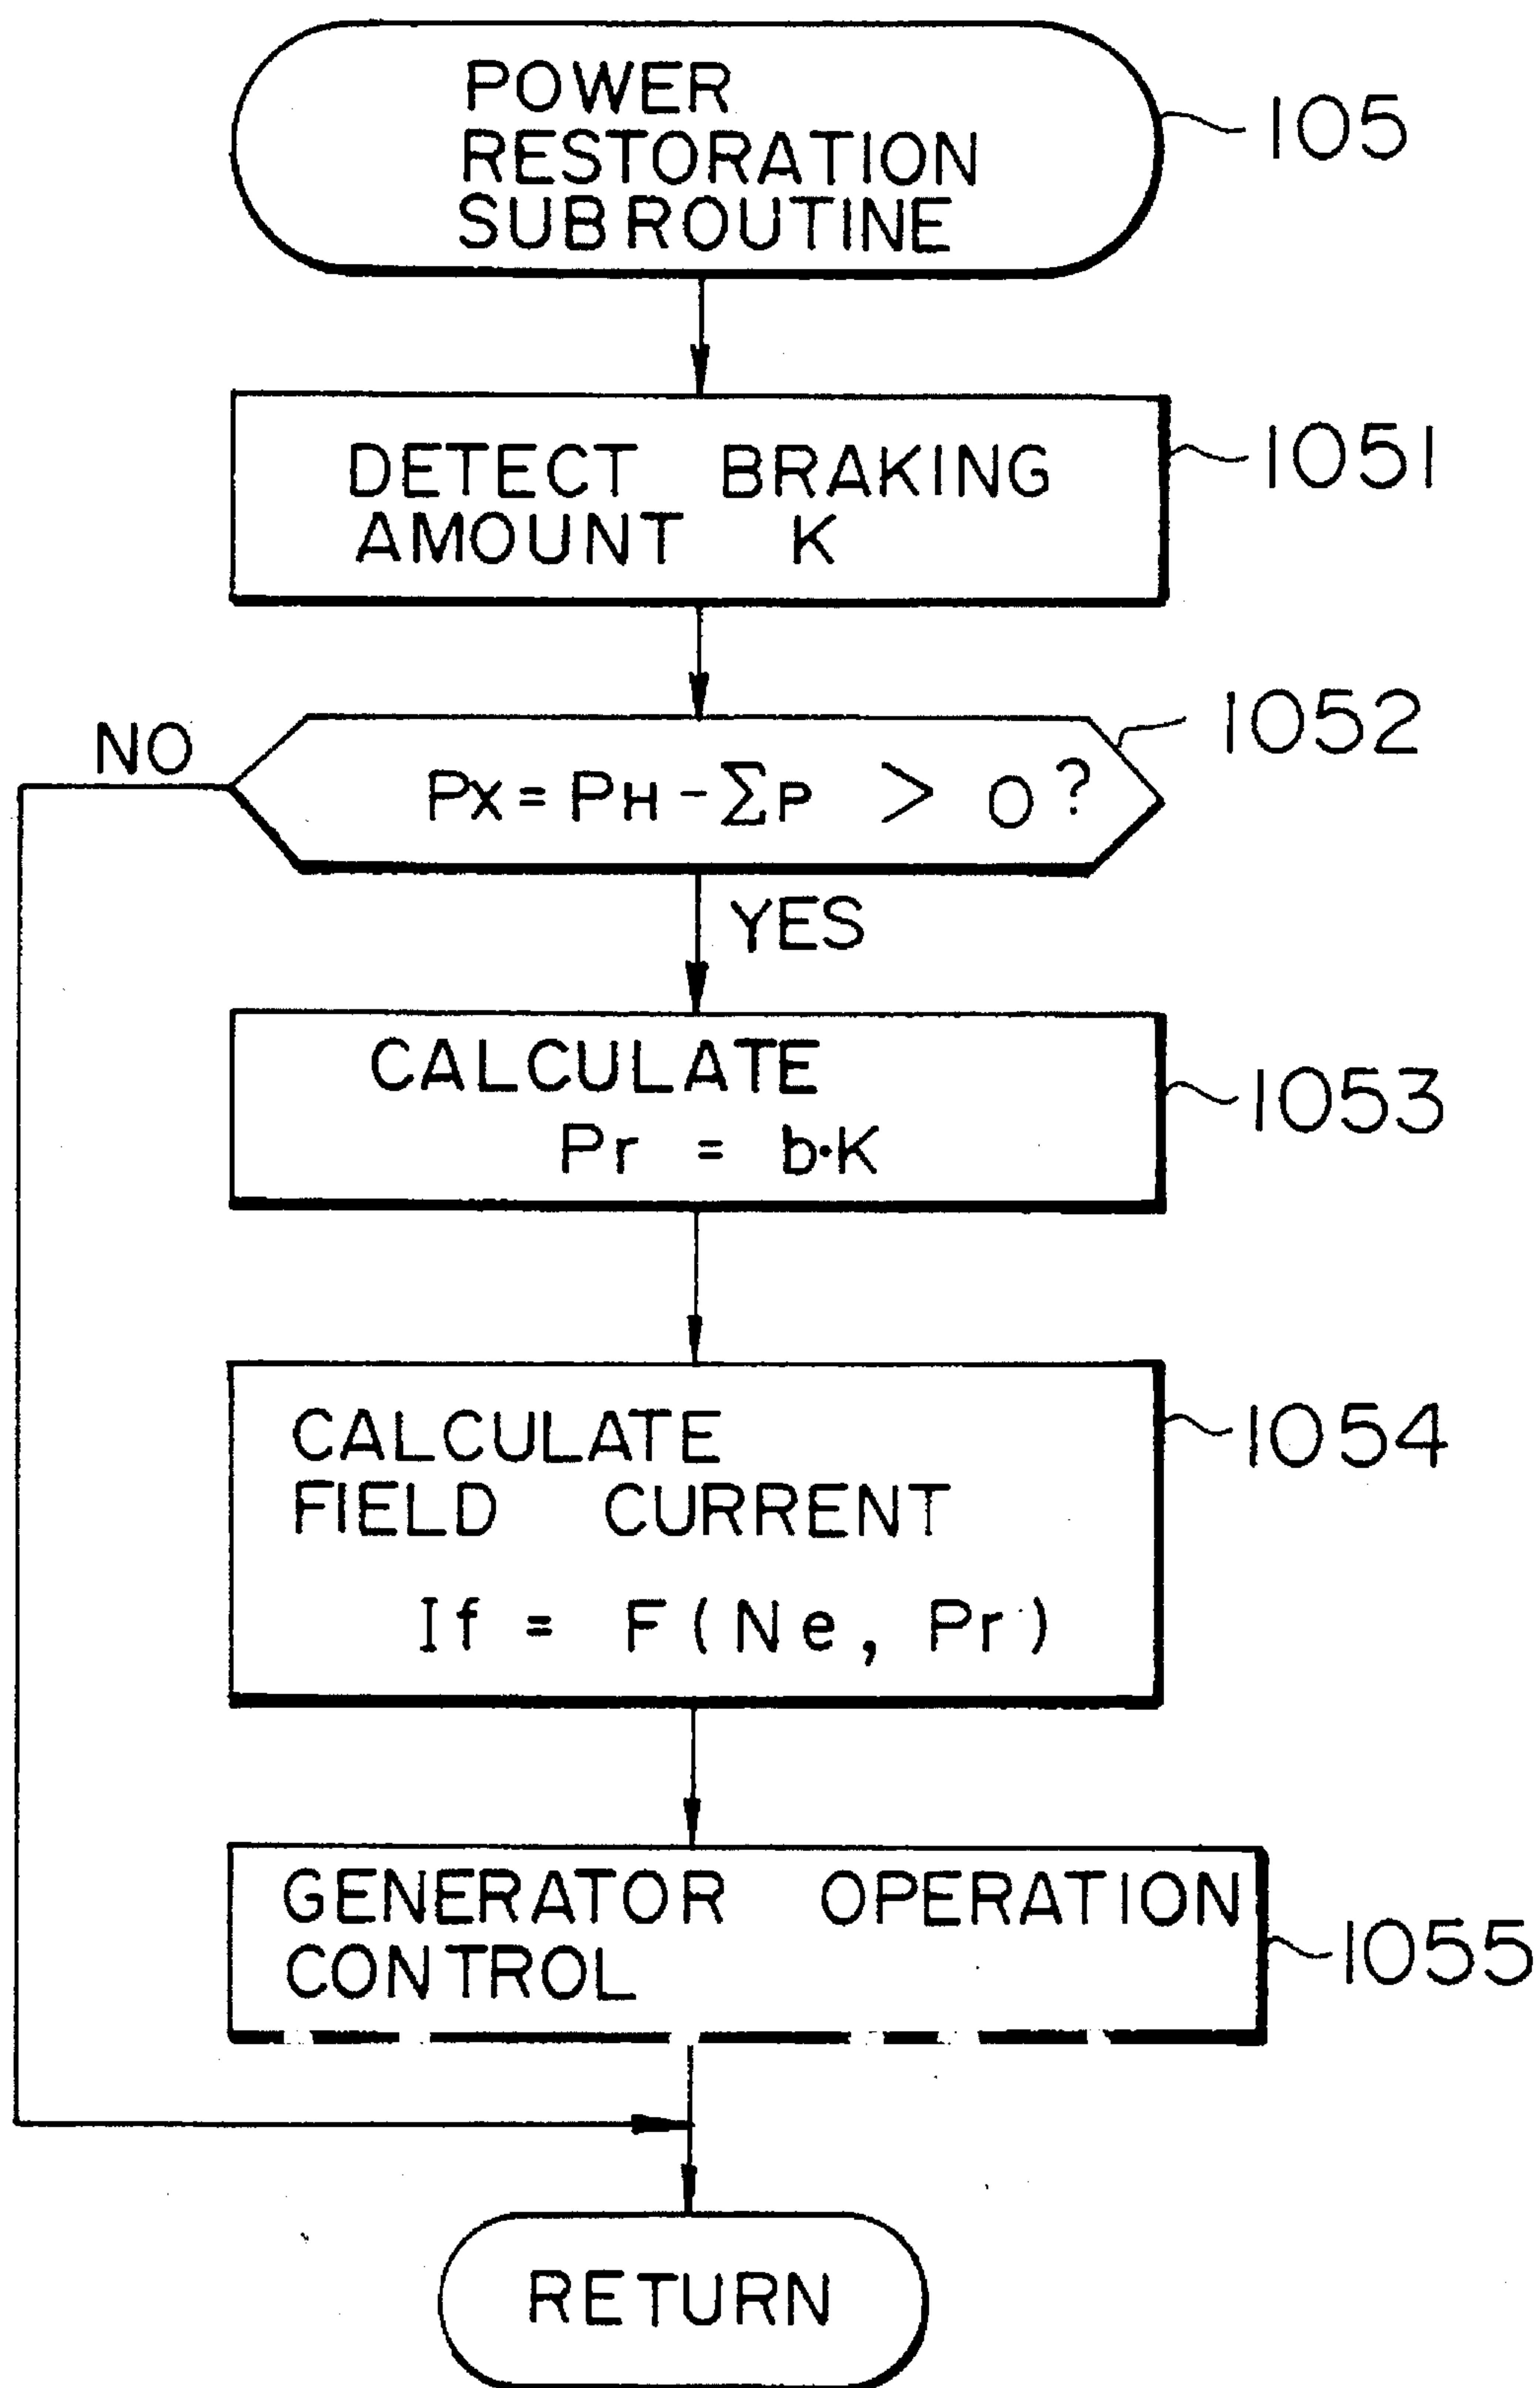 POWER
RESTORATION
SUBROUTINE
105
DETECT BRAKING
AMOUNT K
1051
NO
Px = PH - ΣP > 0?
1052
YES
CALCULATE
Pr = b·K
1053
CALCULATE
FIELD CURRENT
If = F(Ne, Pr)
1054
GENERATOR OPERATION
CONTROL
1055
RETURN